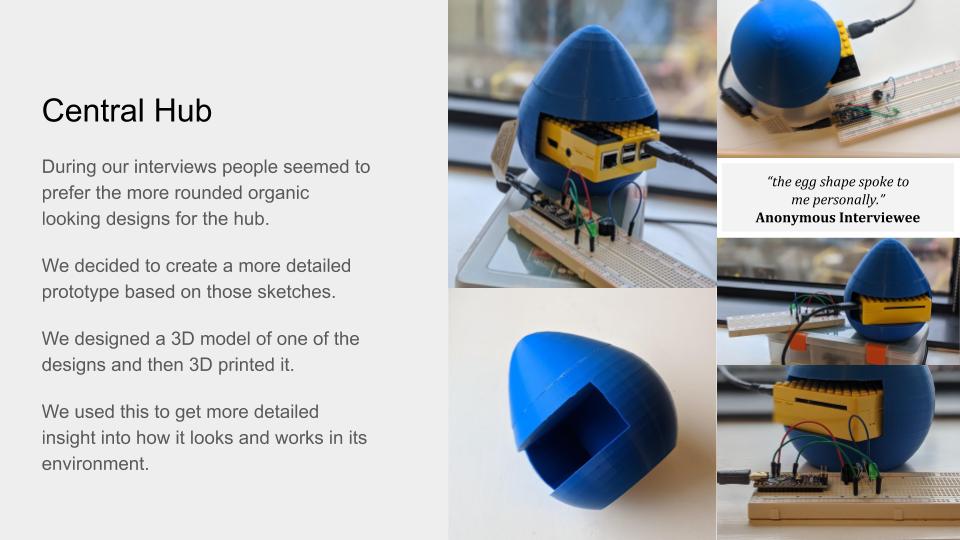 Central Hub
During our interviews people seemed to
prefer the more rounded organic
looking designs for the hub.
We decided to create a more detailed
prototype based on those sketches.
We designed a 3D model of one of the
designs and then 3D printed it.
We used this to get more detailed
insight into how it looks and works in its
environment.
“the egg shape spoke to
me personally.”
Anonymous Interviewee